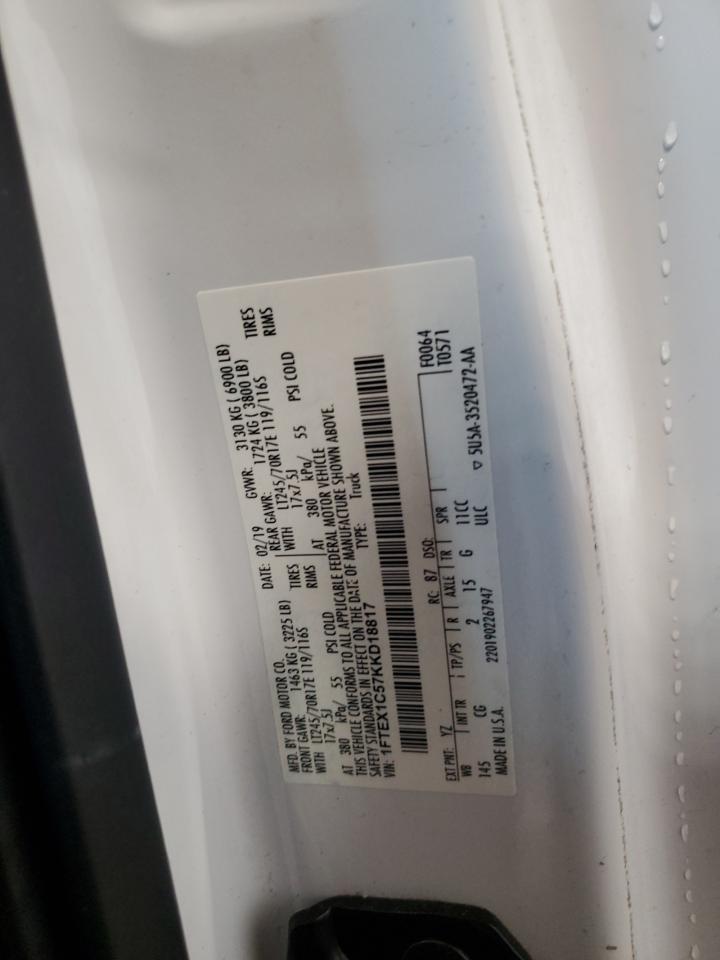 MFD. BY FORD MOTOR CO.
DATE: 02/19 GVWR: 3130 KG ( 6900 LB)
FRONT GAWR: 1463 KG ( 3225 LB)
REAR GAWR: 1724 KG ( 3800 LB)
WITH LT245/70R17E 119/116S TIRES
WITH LT245/70R17E 119/116S TIRES
17x7.5J RIMS
17x7.5J RIMS
AT 380 kPa/ 55 PSI COLD
AT 380 kPa/ 55 PSI COLD
THIS VEHICLE CONFORMS TO ALL APPLICABLE FEDERAL MOTOR VEHICLE
SAFETY STANDARDS IN EFFECT ON THE DATE OF MANUFACTURE SHOWN ABOVE.
VIN: 1FTEX1C57KKD18817 TYPE: Truck
F0064
T0571
EXT PNT: YZ RC: 87 DSO:
WB INT TR TP/PS R AXLE TR SPR
145 CG 2 15 G 11CC
MADE IN U.S.A. 2201902267947 ULC ▽ 5U5A-3520472-AA